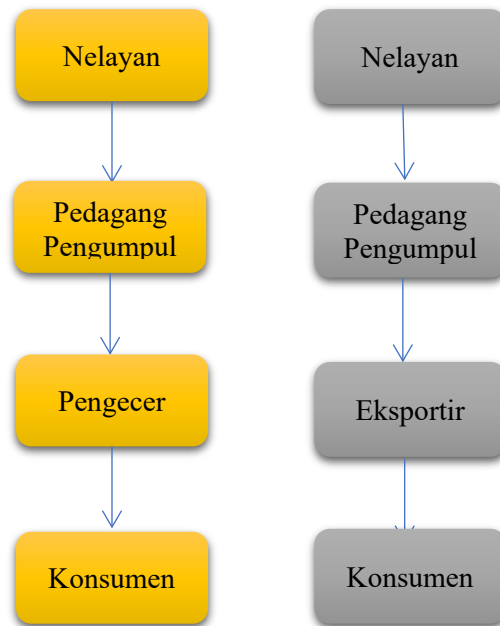 Nelayan
Pedagang
Pengumpul
Pengecer
Konsumen
Nelayan
Pedagang
Pengumpul
Eksportir
Konsumen